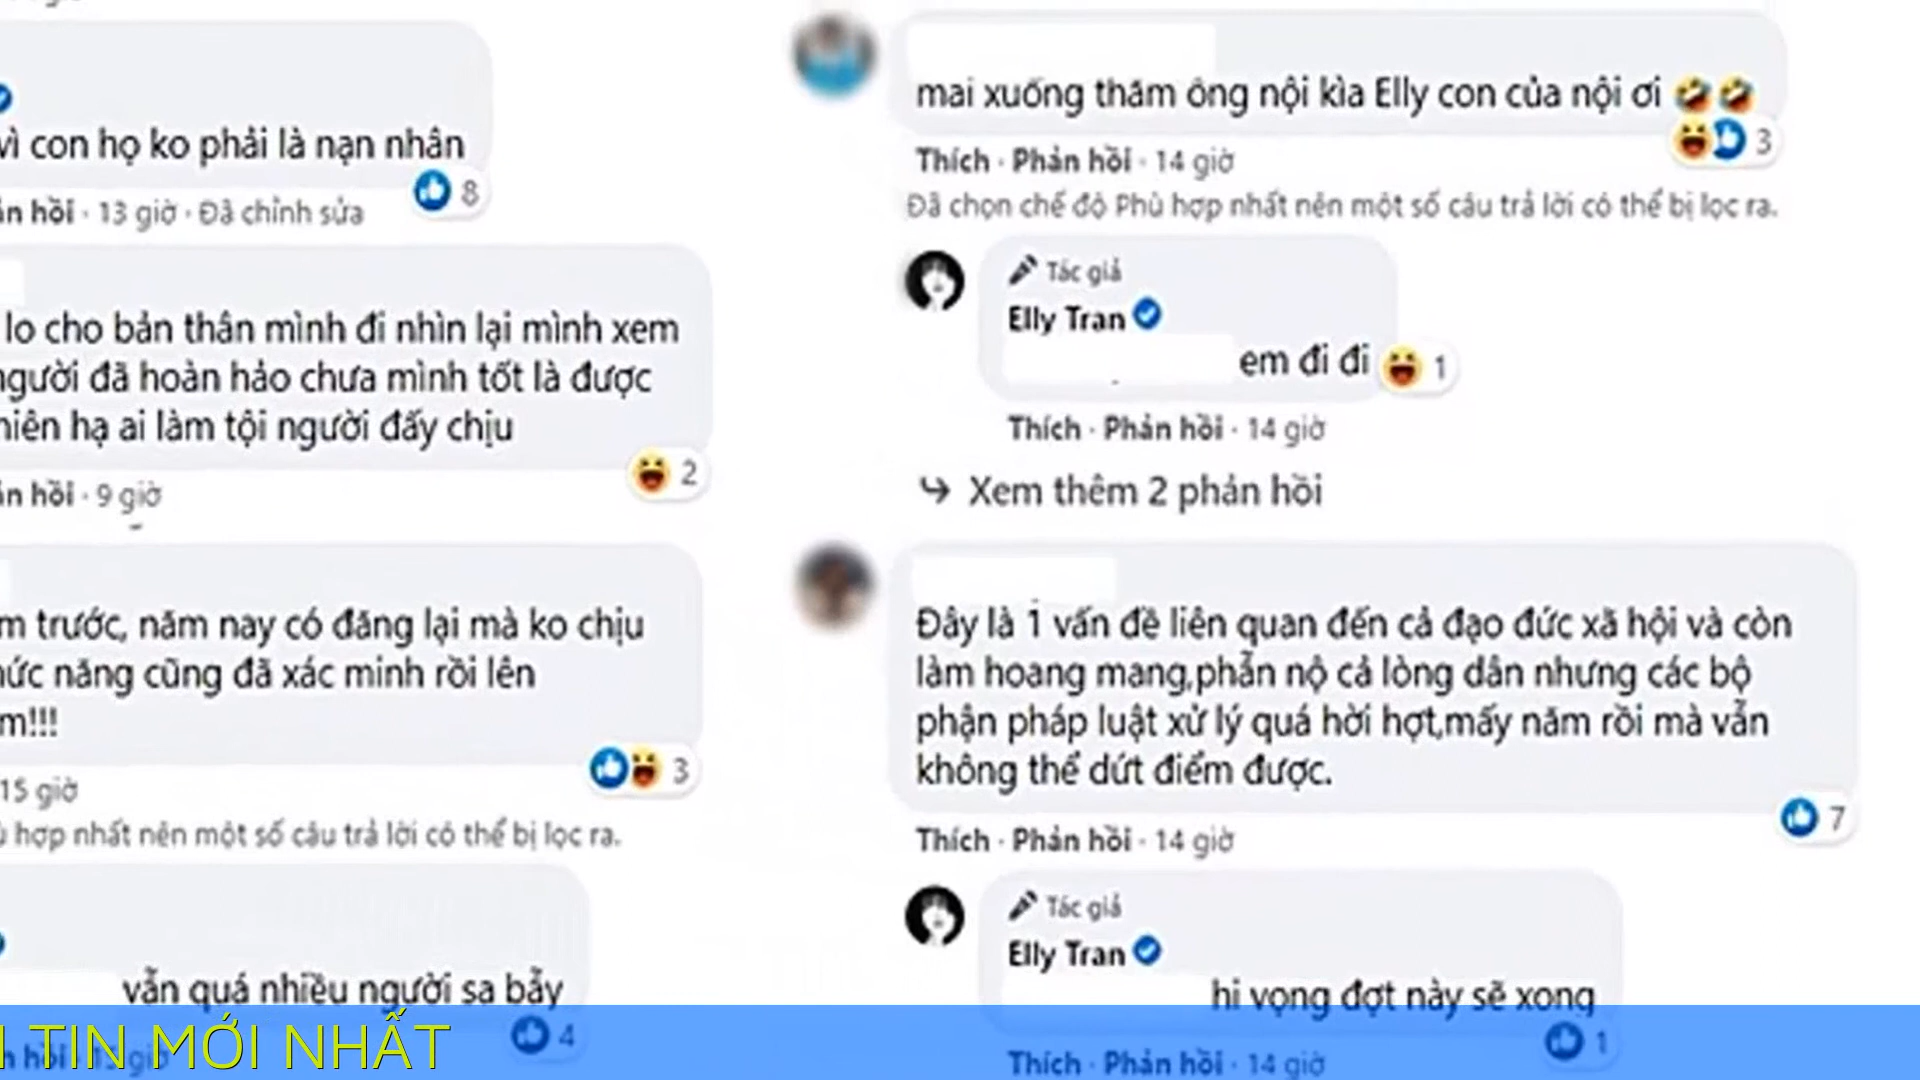 vì con họ ko phải là nạn nhân
8
hồi · 13 giờ · Đã chỉnh sửa
lo cho bản thân mình đi nhìn lại mình xem
người đã hoàn hảo chưa mình tốt là được
hiên hạ ai làm tội người đấy chịu
2
hồi · 9 giờ
m trước, năm nay có đăng lại mà ko chịu
ức năng cũng đã xác minh rồi lên
m!!!
3
15 giờ
hợp nhất nên một số câu trả lời có thể bị lọc ra.
vẫn quá nhiều người sa bẫy
4
hồi · 15 giờ
TIN MỚI NHẤT
mai xuống thăm ông nội kìa Elly con của nội ơi 🤣🤣
3
Thích · Phản hồi · 14 giờ
Đã chọn chế độ Phù hợp nhất nên một số câu trả lời có thể bị lọc ra.
Tác giả
Elly Tran
em đi đi
1
Thích · Phản hồi · 14 giờ
Xem thêm 2 phản hồi
Đây là 1 vấn đề liên quan đến cả đạo đức xã hội và còn
làm hoang mang,phẫn nộ cả lòng dân nhưng các bộ
phận pháp luật xử lý quá hời hợt,mấy năm rồi mà vẫn
không thể dứt điểm được.
7
Thích · Phản hồi · 14 giờ
Tác giả
Elly Tran
hi vọng đợt này sẽ xong
1
Thích · Phản hồi · 14 giờ